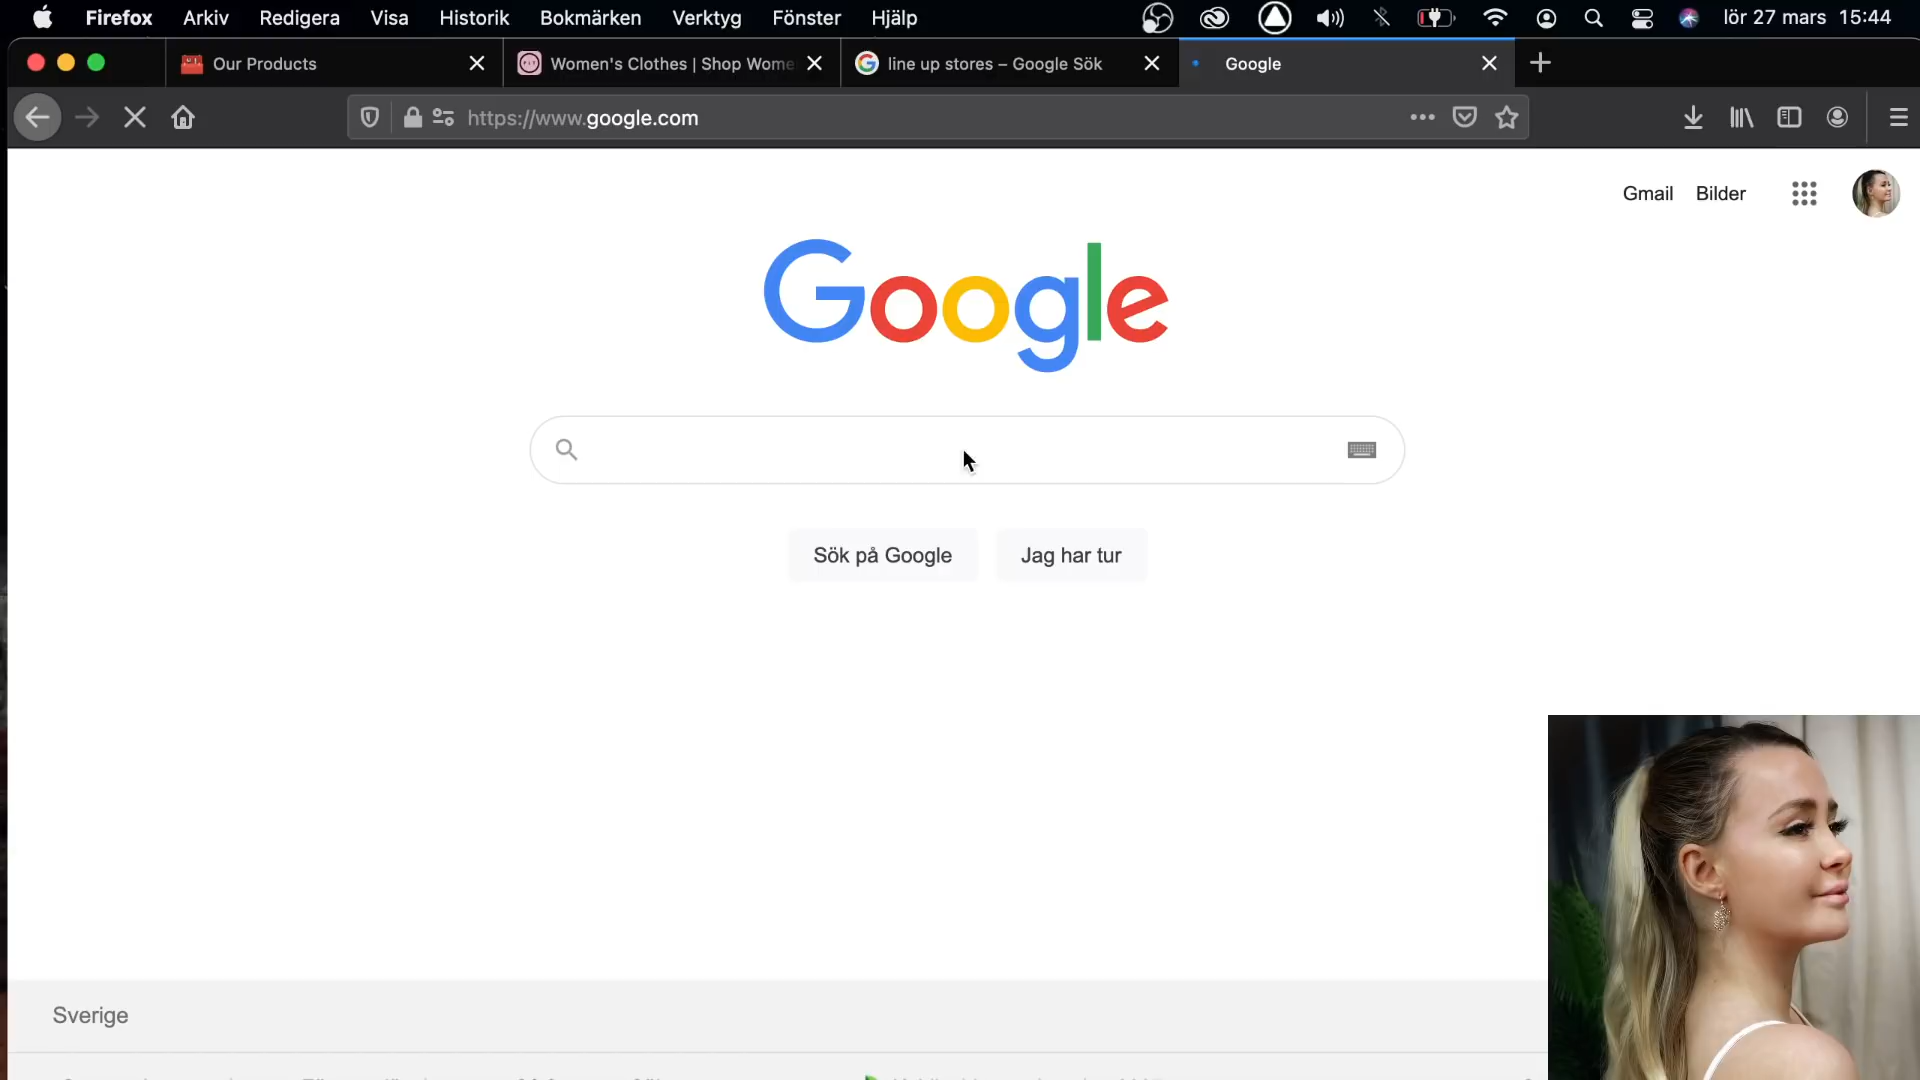 Firefox Arkiv Redigera Visa Historik Bokmärken Verktyg Fönster Hjälp lör 27 mars 15:44
Our Products Women's Clothes | Shop Wome line up stores – Google Sök Google
https://www.google.com
Gmail Bilder
Google
Sök på Google Jag har tur
Sverige